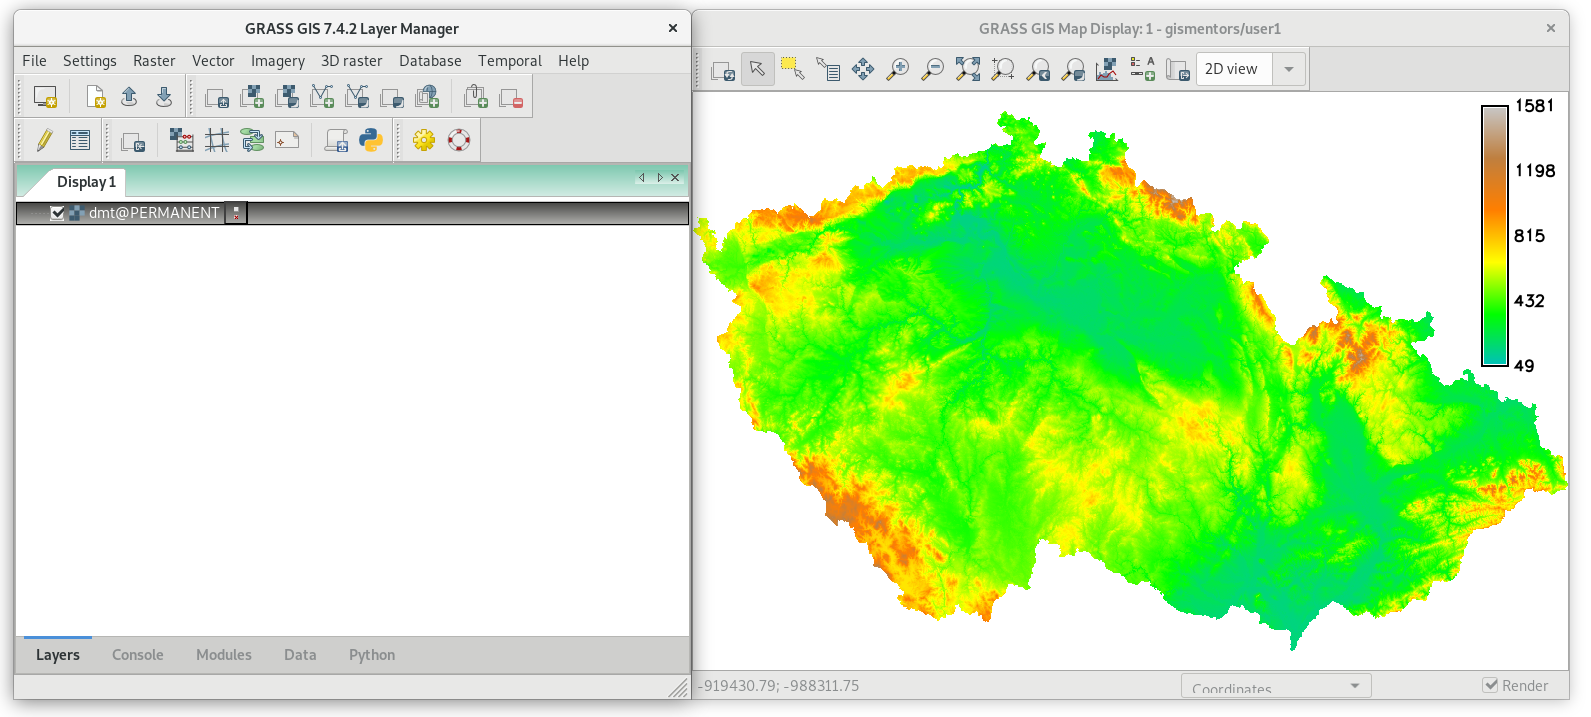 GRASS GIS 7.4.2 Layer Manager
File Settings Raster Vector Imagery 3D raster Database Temporal Help
Display 1
dmt@PERMANENT
Layers Console Modules Data Python
GRASS GIS Map Display: 1 - gismentors/user1
A
2D view
1581
1198
815
432
49
-919430.79; -988311.75
Coordinates
Render